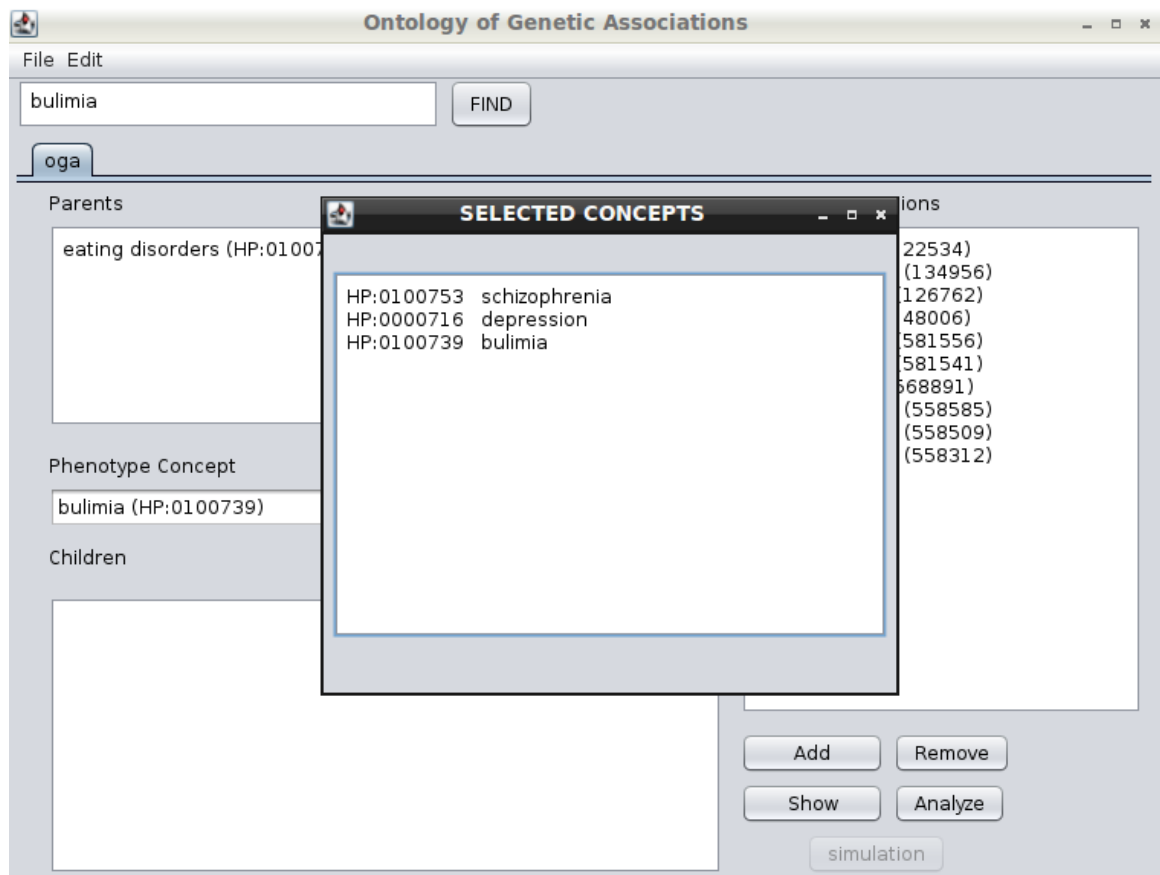 Ontology of Genetic Associations
File Edit
bulimia
FIND
oga
Parents
eating disorders (HP:01007
Phenotype Concept
bulimia (HP:0100739)
Children
SELECTED CONCEPTS
HP:0100753 schizophrenia
HP:0000716 depression
HP:0100739 bulimia
ions
22534)
(134956)
126762)
48006)
(581556)
(581541)
568891)
(558585)
(558509)
(558312)
Add
Remove
Show
Analyze
simulation